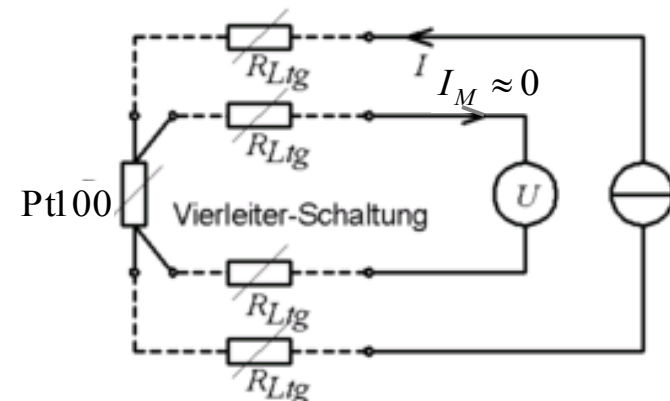 R_Ltg
I
I_M ≈ 0
R_Ltg
Pt100
Vierleiter-Schaltung
U
R_Ltg
R_Ltg